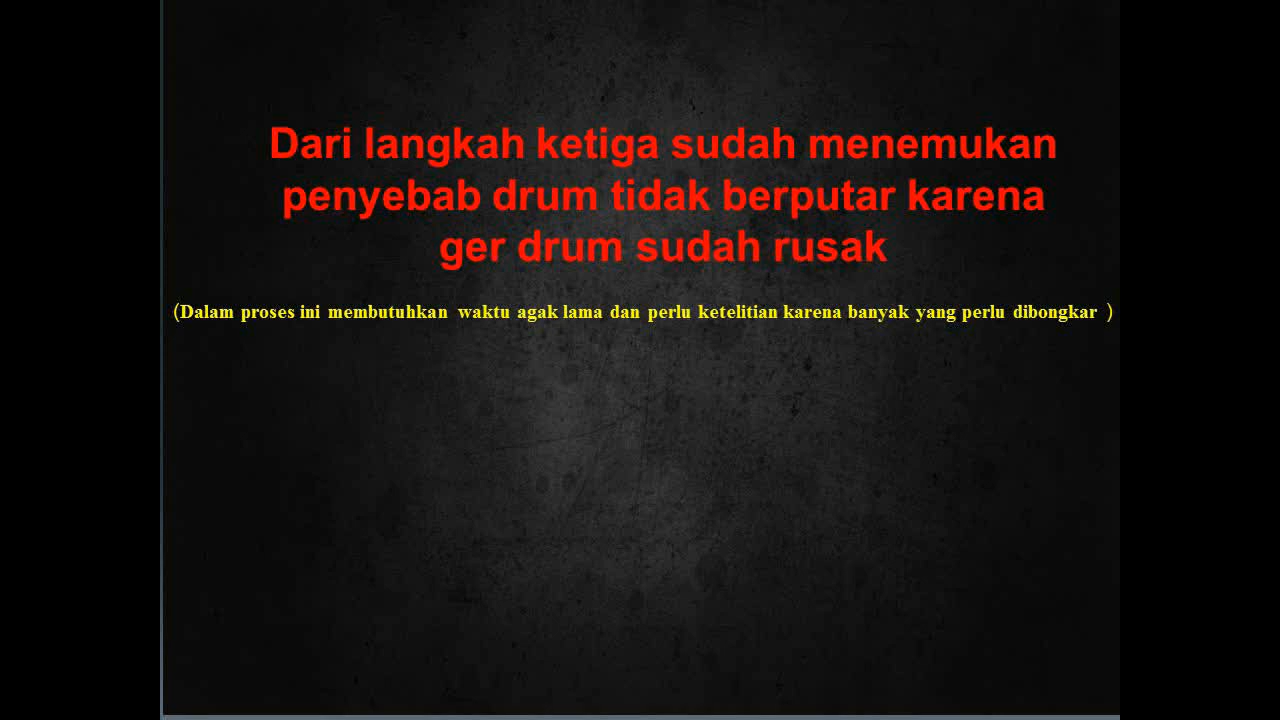 Dari langkah ketiga sudah menemukan
penyebab drum tidak berputar karena
ger drum sudah rusak
(Dalam proses ini membutuhkan waktu agak lama dan perlu ketelitian karena banyak yang perlu dibongkar )